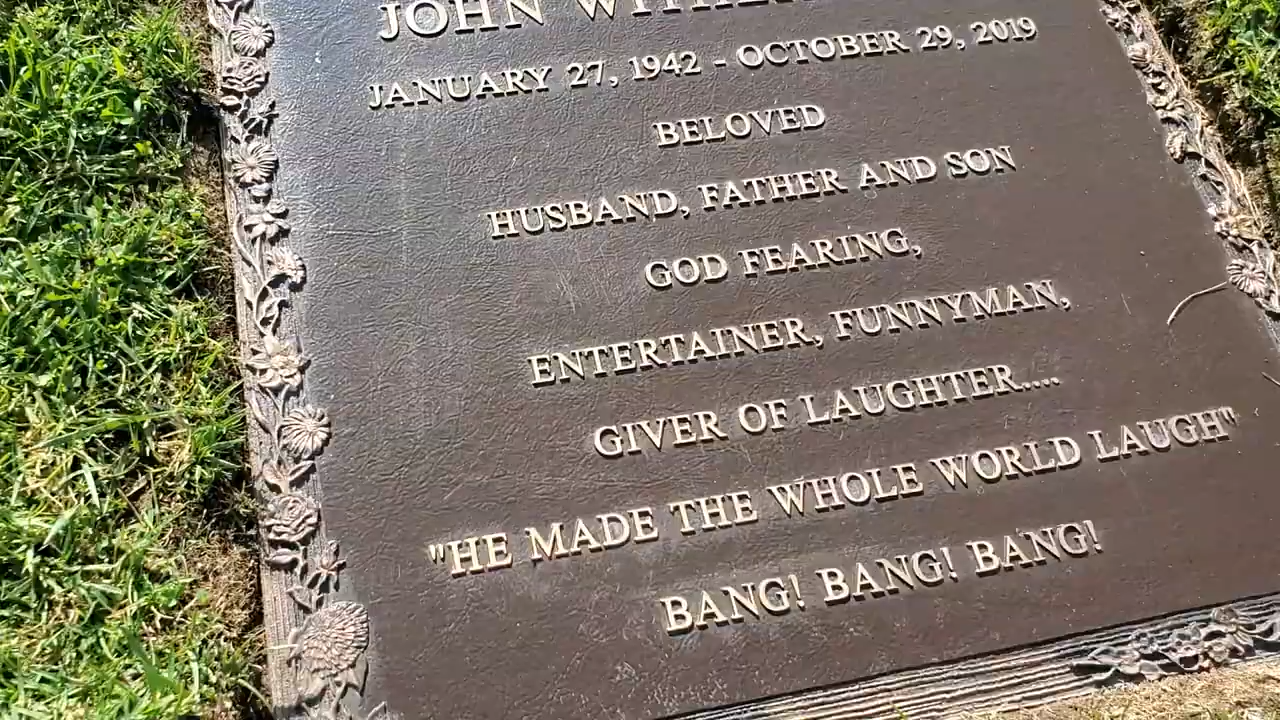 JOHN
JANUARY 27, 1942 - OCTOBER 29, 2019
BELOVED
HUSBAND, FATHER AND SON
GOD FEARING,
ENTERTAINER, FUNNYMAN,
GIVER OF LAUGHTER....
"HE MADE THE WHOLE WORLD LAUGH"
BANG! BANG! BANG!